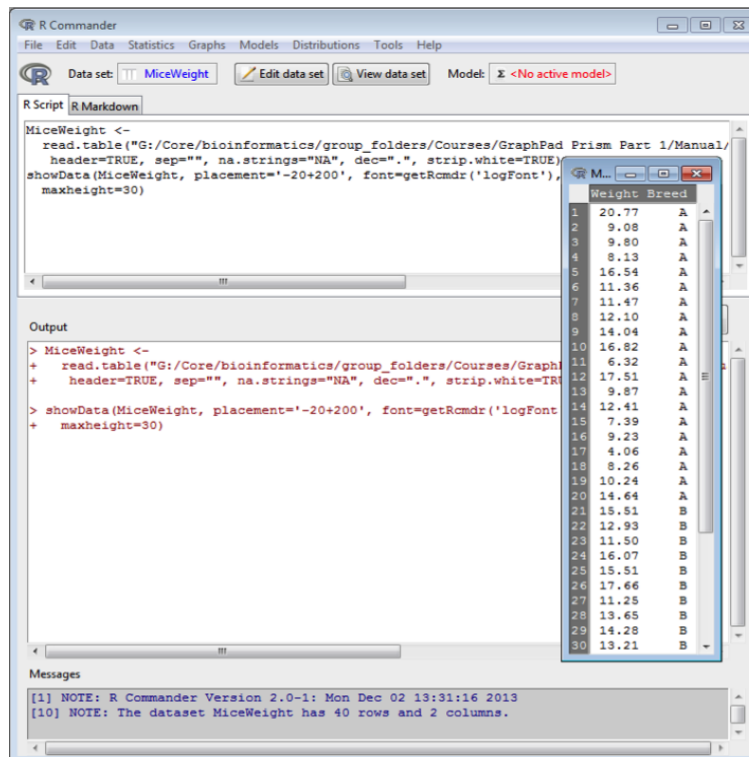 R Commander
File Edit Data Statistics Graphs Models Distributions Tools Help
Data set: MiceWeight Edit data set View data set Model: Σ <No active model>
R Script R Markdown
MiceWeight <-
read.table("G:/Core/bioinformatics/group_folders/Courses/GraphPad Prism Part 1/Manual/
header=TRUE, sep="", na.strings="NA", dec=".", strip.white=TRUE)
showData(MiceWeight, placement='-20+200', font=getRcmdr('logFont'),
maxheight=30)
Output
> MiceWeight <-
+ read.table("G:/Core/bioinformatics/group_folders/Courses/Graph
+ header=TRUE, sep="", na.strings="NA", dec=".", strip.white=TRU
> showData(MiceWeight, placement='-20+200', font=getRcmdr('logFont
+ maxheight=30)
M...
Weight Breed
1 20.77 A
2 9.08 A
3 9.80 A
4 8.13 A
5 16.54 A
6 11.36 A
7 11.47 A
8 12.10 A
9 14.04 A
10 16.82 A
11 6.32 A
12 17.51 A
13 9.87 A
14 12.41 A
15 7.39 A
16 9.23 A
17 4.06 A
18 8.26 A
19 10.24 A
20 14.64 A
21 15.51 B
22 12.93 B
23 11.50 B
24 16.07 B
25 15.51 B
26 17.66 B
27 11.25 B
28 13.65 B
29 14.28 B
30 13.21 B
Messages
[1] NOTE: R Commander Version 2.0-1: Mon Dec 02 13:31:16 2013
[10] NOTE: The dataset MiceWeight has 40 rows and 2 columns.